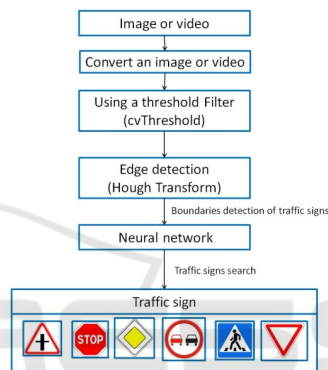 Image or video
Convert an image or video
Using a threshold Filter
(cvThreshold)
Edge detection
(Hough Transform)
Boundaries detection of traffic signs
Neural network
Traffic signs search
Traffic sign
STOP